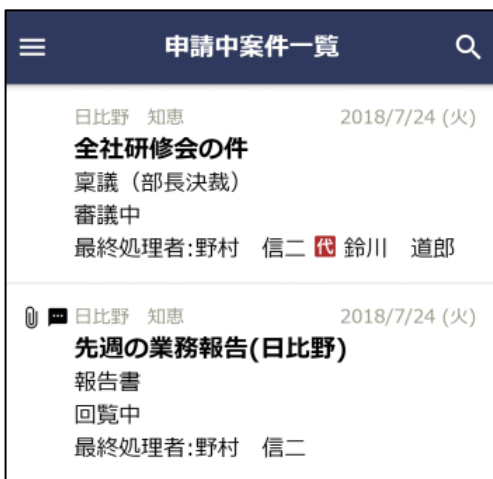 申請中案件一覧
日比野　知恵 2018/7/24 (火)
全社研修会の件
稟議（部長決裁）
審議中
最終処理者:野村　信二 代 鈴川　道郎
日比野　知恵 2018/7/24 (火)
先週の業務報告(日比野)
報告書
回覧中
最終処理者:野村　信二